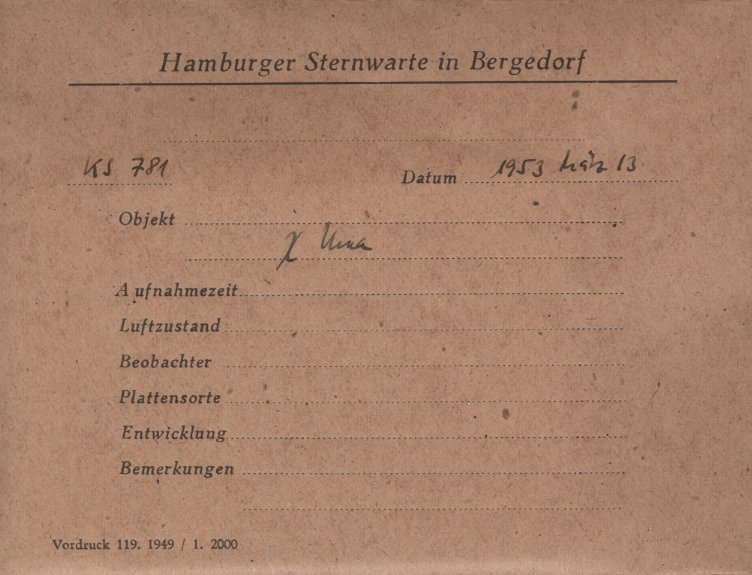 Hamburger Sternwarte in Bergedorf
KS 781 Datum 1953 März 13
Objekt
χ Uma
Aufnahmezeit
Luftzustand
Beobachter
Plattensorte
Entwicklung
Bemerkungen
Vordruck 119. 1949 / 1. 2000